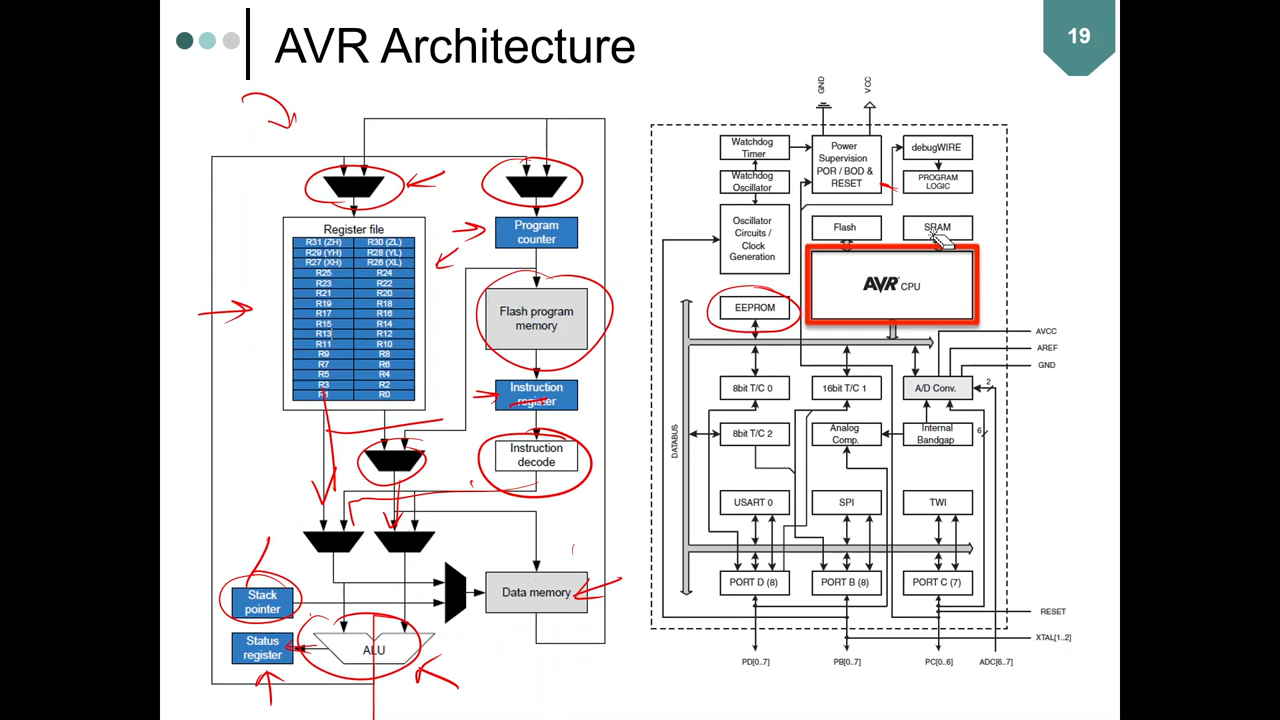 AVR Architecture
19
Register file
R31 (ZH) R30 (ZL)
R29 (YH) R28 (YL)
R27 (XH) R26 (XL)
R25 R24
R23 R22
R21 R20
R19 R18
R17 R16
R15 R14
R13 R12
R11 R10
R9 R8
R7 R6
R5 R4
R3 R2
R1 R0
Program
counter
Flash program
memory
Instruction
register
Instruction
decode
Stack
pointer
Status
register
ALU
Data memory
GND
VCC
Watchdog
Timer
Watchdog
Oscillator
Oscillator
Circuits /
Clock
Generation
Power
Supervision
POR / BOD &
RESET
debugWIRE
PROGRAM
LOGIC
Flash
SRAM
AVR CPU
EEPROM
DATABUS
AVCC
AREF
GND
8bit T/C 0
16bit T/C 1
A/D Conv.
2
8bit T/C 2
Analog
Comp.
Internal
Bandgap
6
USART 0
SPI
TWI
PORT D (8)
PORT B (8)
PORT C (7)
RESET
XTAL[1..2]
PD[0..7]
PB[0..7]
PC[0..6]
ADC[6..7]